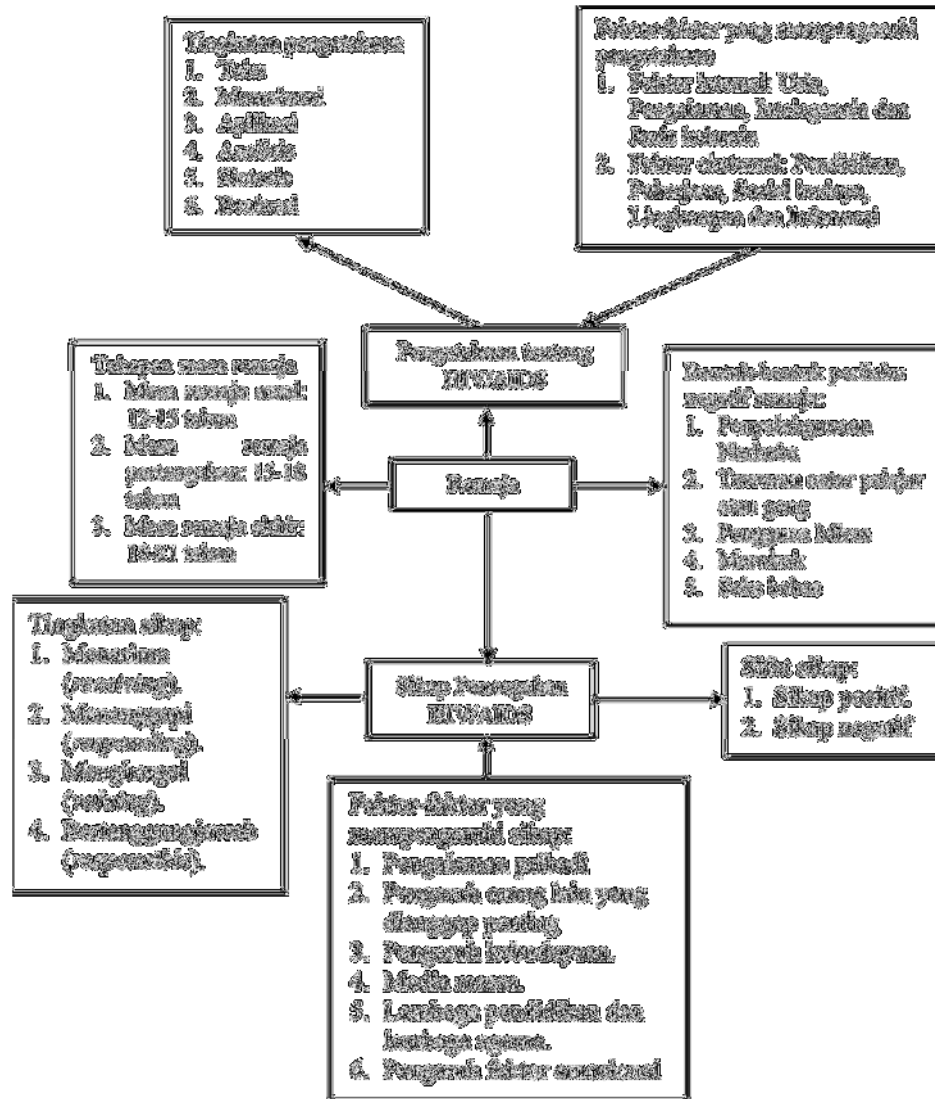 Tingkatan pengetahuan
1. Tahu
2. Memahami
3. Aplikasi
4. Analisis
5. Sintesis
6. Evaluasi
Faktor-faktor yang mempengaruhi
pengetahuan:
1. Faktor internal: Usia,
Pengalaman, Intelegensia dan
Jenis kelamin
2. Faktor eksternal: Pendidikan,
Pekerjaan, Sosial budaya,
Lingkungan dan Informasi
Pengetahuan tentang
HIV/AIDS
Tahapan masa remaja
1. Masa remaja awal:
12-15 tahun
2. Masa remaja
pertengahan: 15-18
tahun
3. Masa remaja akhir:
tahun
Remaja
Bentuk-bentuk perilaku
negatif remaja:
1. Penyalahgunaan
Narkoba
2. Tawuran antar pelajar
atau geng
3. Pengguna Miras
4. Merokok
5. Seks bebas
Tingkatan sikap:
1. Menerima
(receiving).
2. Menanggapi
(responding).
3. Menghargai
(valuing).
4. Bertanggungjawab
(responsible).
Sikap Pencegahan
HIV/AIDS
Sifat sikap:
1. Sikap positif.
2. Sikap negatif
Faktor-faktor yang
mempengaruhi sikap:
1. Pengalaman pribadi
2. Pengaruh orang lain yang
dianggap penting
3. Pengaruh kebudayaan.
4. Media massa.
5. Lembaga pendidikan dan
lembaga agama.
6. Pengaruh faktor emosional